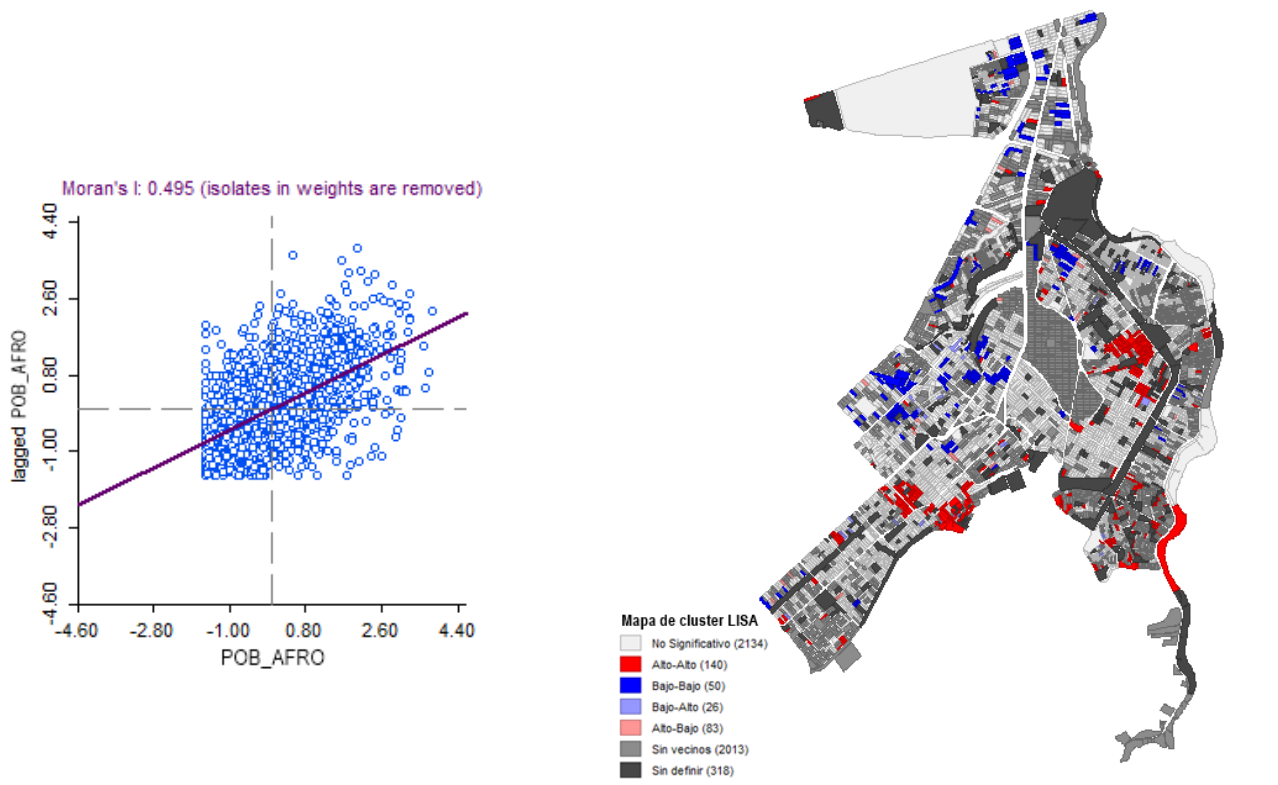 Moran's I: 0.495 (isolates in weights are removed)
4.40
2.60
0.80
-1.00
-2.80
-4.60
lagged POB_AFRO
-4.60 -2.80 -1.00 0.80 2.60 4.40
POB_AFRO
Mapa de cluster LISA
No Significativo (2134)
Alto-Alto (140)
Bajo-Bajo (50)
Bajo-Alto (26)
Alto-Bajo (83)
Sin vecinos (2013)
Sin definir (318)